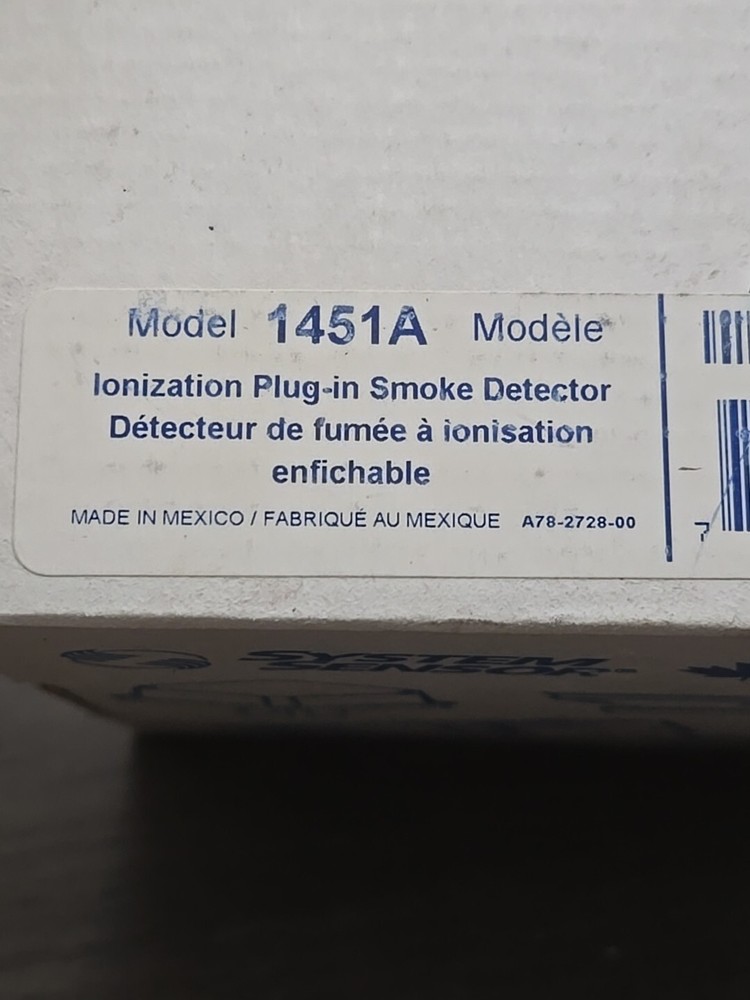 Model 1451A Modèle
Ionization Plug-in Smoke Detector
Détecteur de fumée à ionisation
enfichable
MADE IN MEXICO / FABRIQUÉ AU MEXIQUE A78-2728-00
7
SYSTEM
SENSOR